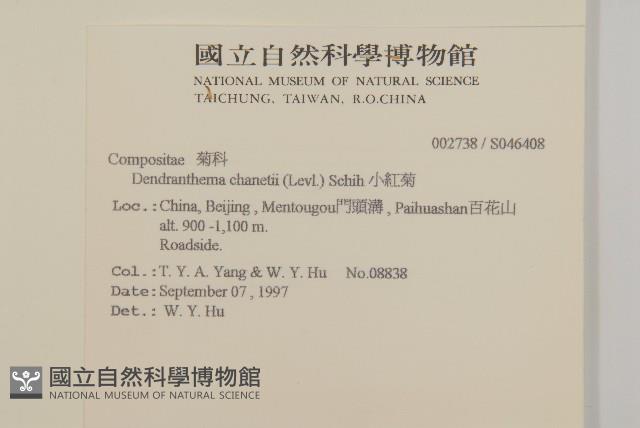 國立自然科學博物館
NATIONAL MUSEUM OF NATURAL SCIENCE
TAICHUNG, TAIWAN, R.O.CHINA
002738 / S046408
Compositae 菊科
Dendranthema chanetii (Levl.) Schih 小紅菊
Loc.: China, Beijing , Mentougou門頭溝 , Paihuashan百花山
alt. 900 -1,100 m.
Roadside.
Col.: T. Y. A. Yang & W. Y. Hu No.08838
Date: September 07 , 1997
Det.: W. Y. Hu
國立自然科學博物館
NATIONAL MUSEUM OF NATURAL SCIENCE